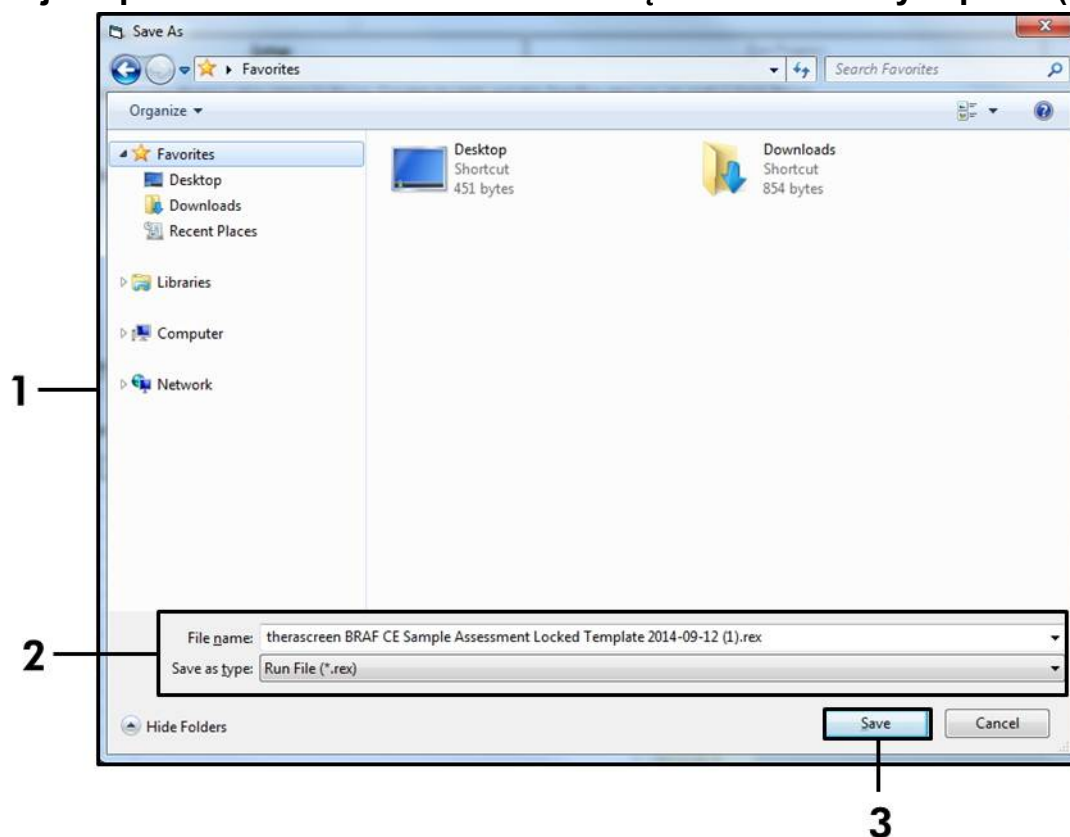 Save As
Favorites
Search Favorites
Organize
Favorites
Desktop
Downloads
Recent Places
Libraries
Computer
Network
Desktop
Shortcut
451 bytes
Downloads
Shortcut
854 bytes
1
2
File name: therascreen BRAF CE Sample Assessment Locked Template 2014-09-12 (1).rex
Save as type: Run File (*.rex)
Hide Folders
Save
Cancel
3